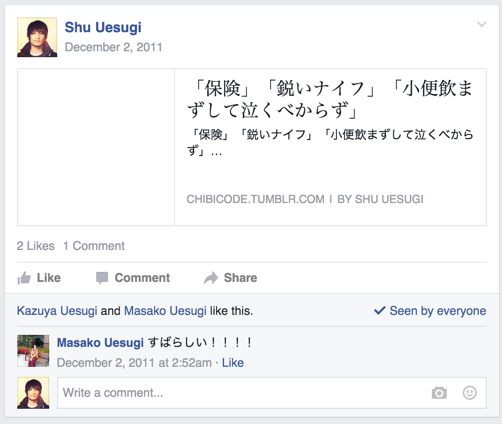 Shu Uesugi
December 2, 2011
「保険」「鋭いナイフ」「小便飲ま
ずして泣くべからず」
「保険」「鋭いナイフ」「小便飲まずして泣くべから
ず」...
CHIBICODE.TUMBLR.COM | BY SHU UESUGI
2 Likes 1 Comment
Like Comment Share
Kazuya Uesugi and Masako Uesugi like this. Seen by everyone
Masako Uesugi すばらしい！！！！
December 2, 2011 at 2:52am · Like
Write a comment...